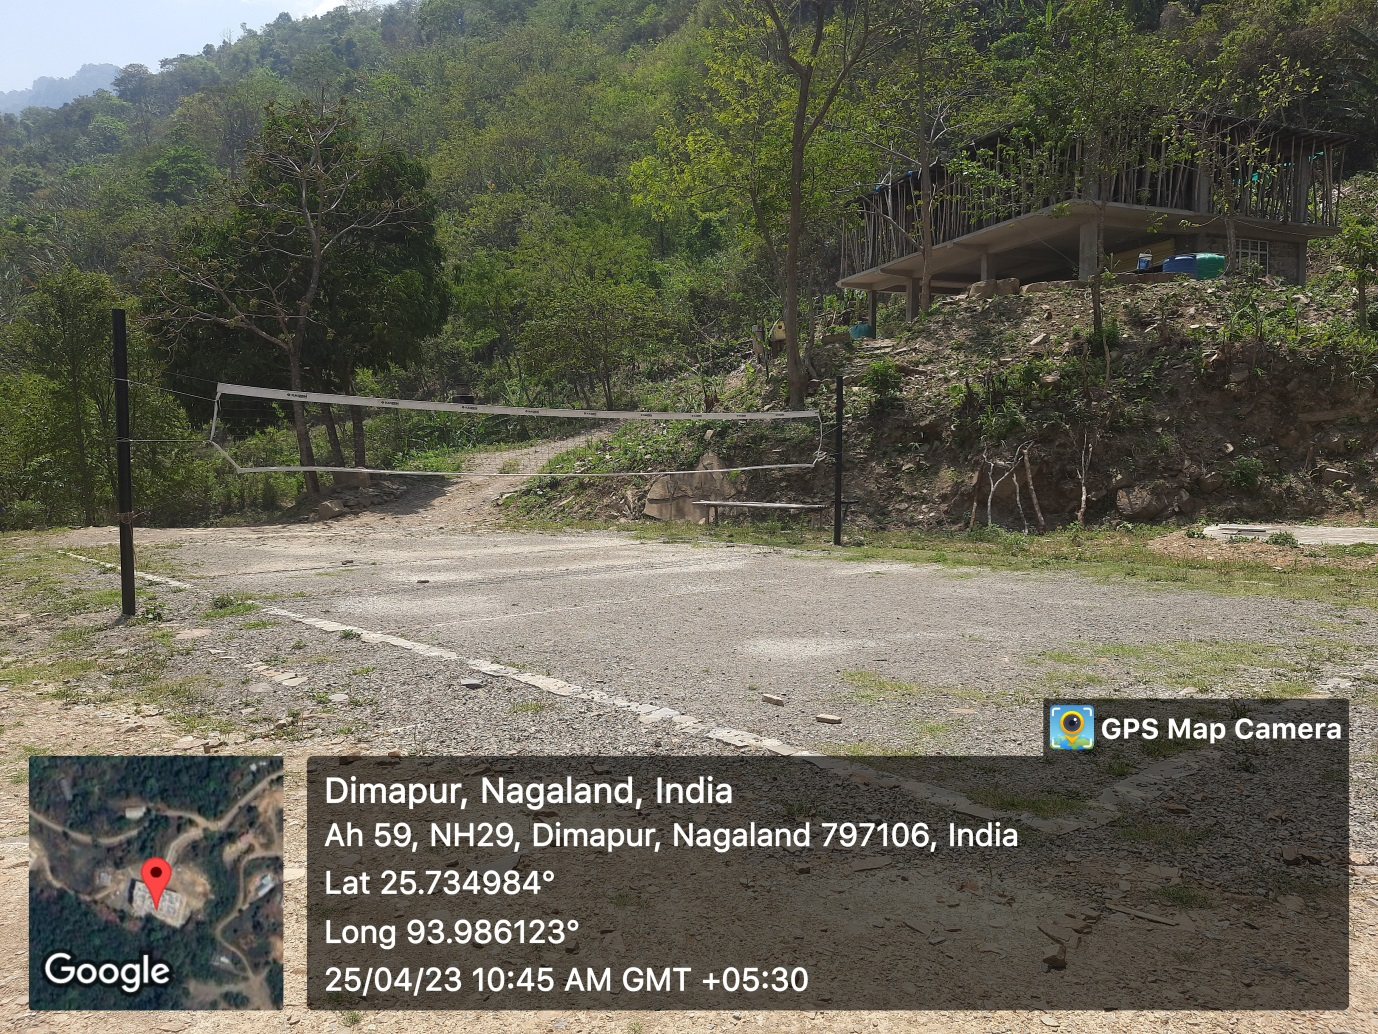 GPS Map Camera
Dimapur, Nagaland, India
Ah 59, NH29, Dimapur, Nagaland 797106, India
Lat 25.734984°
Long 93.986123°
25/04/23 10:45 AM GMT +05:30
Google